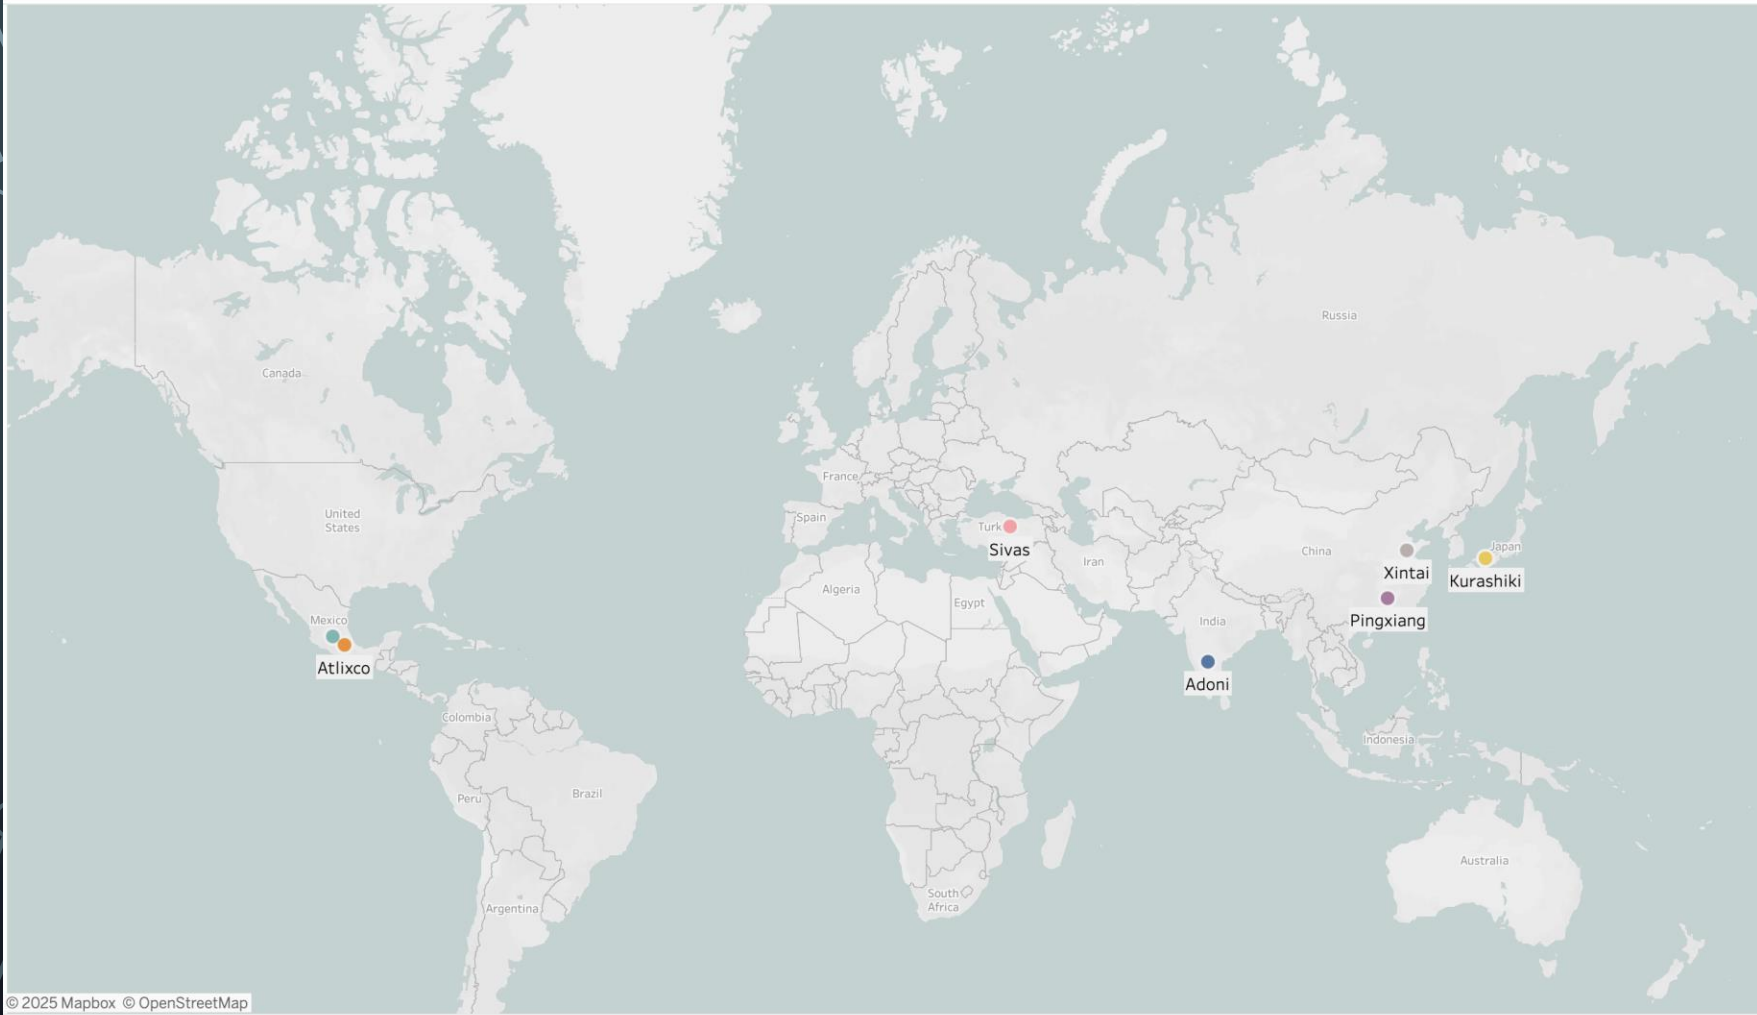 Russia
Canada
France
United
States
Spain
Turk
Sivas
China
Japan
Iran
Xintai
Kurashiki
Algeria
Egypt
Pingxiang
Mexico
India
Atlixco
Adoni
Colombia
Indonesia
Peru
Brazil
Australia
South
Africa
Argentina
© 2025 Mapbox © OpenStreetMap